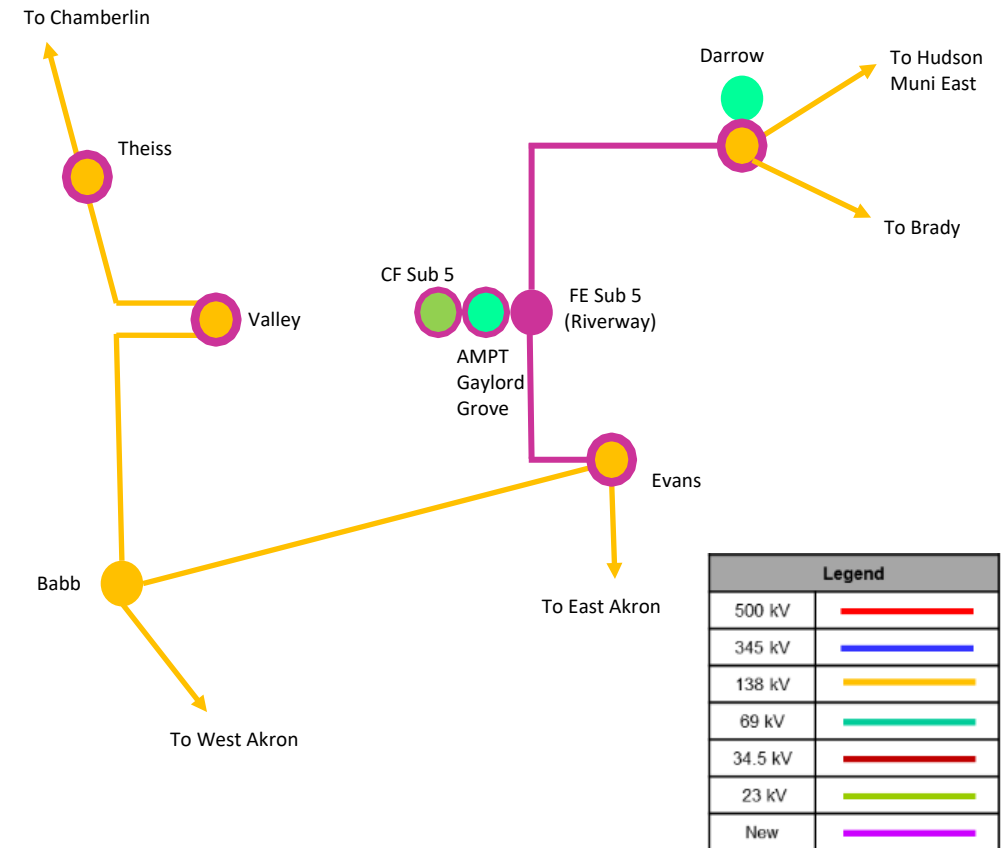 To Chamberlin
Darrow
To Hudson
Muni East
Theiss
To Brady
CF Sub 5
FE Sub 5
(Riverway)
Valley
AMPT
Gaylord
Grove
Evans
Babb
To East Akron
To West Akron
Legend
500 kV
345 kV
138 kV
69 kV
34.5 kV
23 kV
New